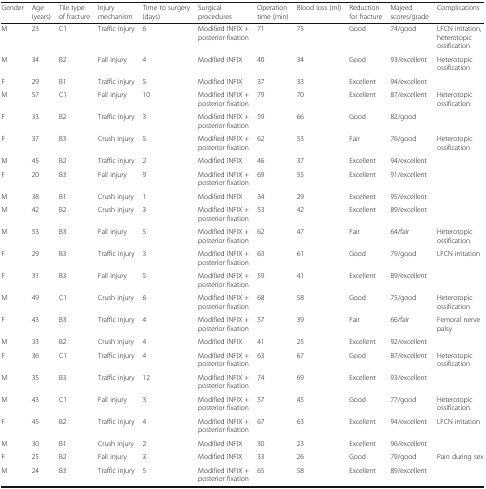 Gender Age (years) Tile type of fracture Injury mechanism Time to surgery (days) Surgical procedures Operation time (min) Blood loss (ml) Reduction for fracture Majeed scores/grade Complications
M 23 C1 Traffic injury 6 Modified INFIX + posterior fixation 71 75 Good 74/good LFCN irritation, heterotopic ossification
M 34 B2 Fall injury 4 Modified INFIX 40 34 Good 93/excellent Heterotopic ossification
F 29 B1 Traffic injury 5 Modified INFIX 37 33 Excellent 94/excellent
M 57 C1 Fall injury 10 Modified INFIX + posterior fixation 79 70 Excellent 87/excellent Heterotopic ossification
F 33 B2 Traffic injury 3 Modified INFIX + posterior fixation 59 66 Good 82/good
F 37 B3 Crush injury 5 Modified INFIX + posterior fixation 62 53 Fair 76/good Heterotopic ossification
M 45 B2 Traffic injury 2 Modified INFIX 46 37 Excellent 94/excellent
F 20 B3 Fall injury 9 Modified INFIX + posterior fixation 69 55 Excellent 91/excellent
M 38 B1 Crush injury 1 Modified INFIX 34 29 Excellent 95/excellent
M 42 B2 Crush injury 3 Modified INFIX + posterior fixation 53 42 Excellent 89/excellent
M 53 B3 Fall injury 5 Modified INFIX + posterior fixation 62 47 Fair 64/fair Heterotopic ossification
F 29 B3 Traffic injury 3 Modified INFIX + posterior fixation 63 61 Good 79/good LFCN irritation
F 31 B3 Fall injury 5 Modified INFIX + posterior fixation 59 41 Excellent 89/excellent
M 49 C1 Crush injury 6 Modified INFIX + posterior fixation 68 58 Good 75/good Heterotopic ossification
F 43 B3 Traffic injury 4 Modified INFIX + posterior fixation 57 39 Fair 66/fair Femoral nerve palsy
M 33 B2 Crush injury 4 Modified INFIX 41 25 Excellent 92/excellent
F 36 C1 Traffic injury 4 Modified INFIX + posterior fixation 63 67 Good 87/excellent Heterotopic ossification
M 35 B3 Traffic injury 12 Modified INFIX + posterior fixation 74 69 Excellent 93/excellent
M 43 C1 Fall injury 3 Modified INFIX + posterior fixation 57 45 Good 77/good Heterotopic ossification
F 45 B2 Traffic injury 4 Modified INFIX + posterior fixation 67 63 Excellent 94/excellent LFCN irritation
M 30 B1 Crush injury 2 Modified INFIX 30 23 Excellent 96/excellent
F 25 B2 Fall injury 3 Modified INFIX 33 26 Good 79/good Pain during sex
M 24 B3 Traffic injury 5 Modified INFIX + posterior fixation 65 58 Excellent 89/excellent